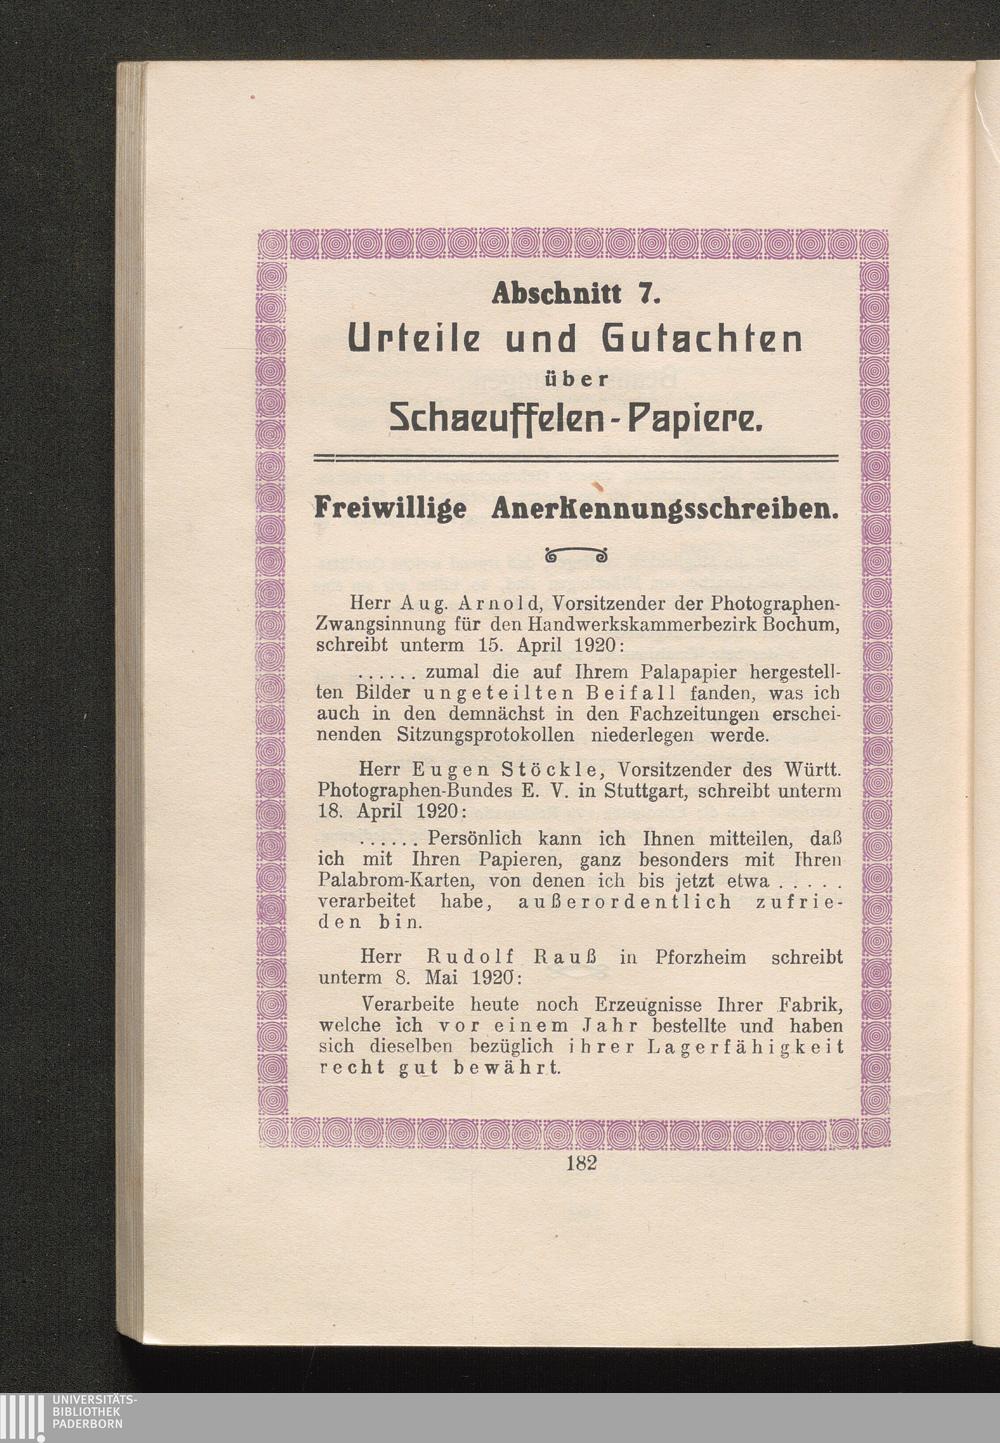 Abschnitt 7.
Urteile und Gutachten
über
Schaeuffelen-Papiere.
Freiwillige Anerkennungsschreiben.
Herr Aug. Arnold, Vorsitzender der Photographen-
Zwangsinnung für den Handwerkskammerbezirk Bochum,
schreibt unterm 15. April 1920:
...... zumal die auf Ihrem Palapapier hergestell-
ten Bilder ungeteilten Beifall fanden, was ich
auch in den demnächst in den Fachzeitungen erschei-
nenden Sitzungsprotokollen niederlegen werde.
Herr Eugen Stöckle, Vorsitzender des Württ.
Photographen-Bundes E. V. in Stuttgart, schreibt unterm
18. April 1920:
...... Persönlich kann ich Ihnen mitteilen, daß
ich mit Ihren Papieren, ganz besonders mit Ihren
Palabrom-Karten, von denen ich bis jetzt etwa .....
verarbeitet habe, außerordentlich zufrie-
den bin.
Herr Rudolf Rauß in Pforzheim schreibt
unterm 8. Mai 1920:
Verarbeite heute noch Erzeugnisse Ihrer Fabrik,
welche ich vor einem Jahr bestellte und haben
sich dieselben bezüglich ihrer Lagerfähigkeit
recht gut bewährt.
182
UNIVERSITÄTS-
BIBLIOTHEK
PADERBORN